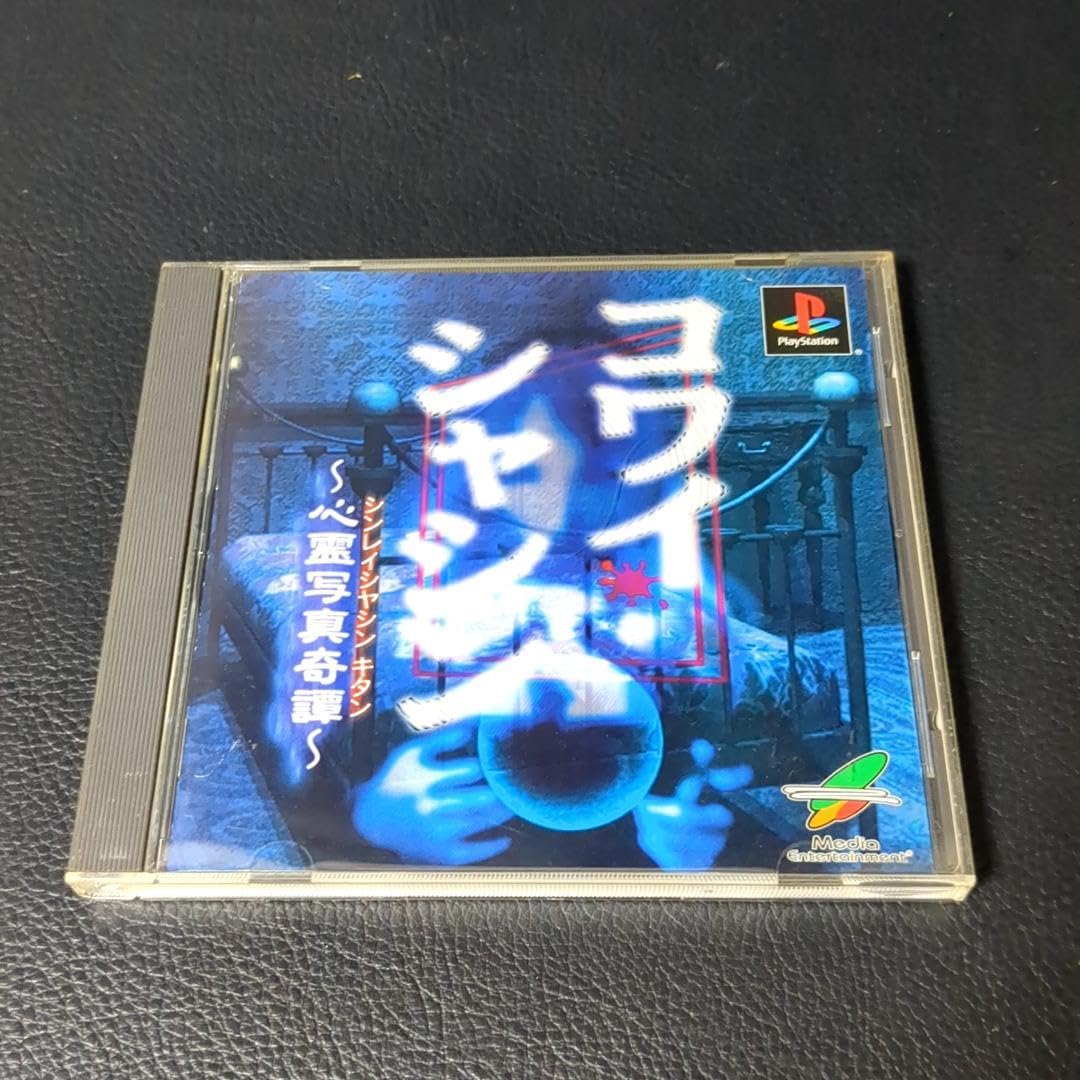 コワイ
シャシン
シンレイシャシン キタン
～心霊写真奇譚～
PlayStation
®
Media
Entertainment